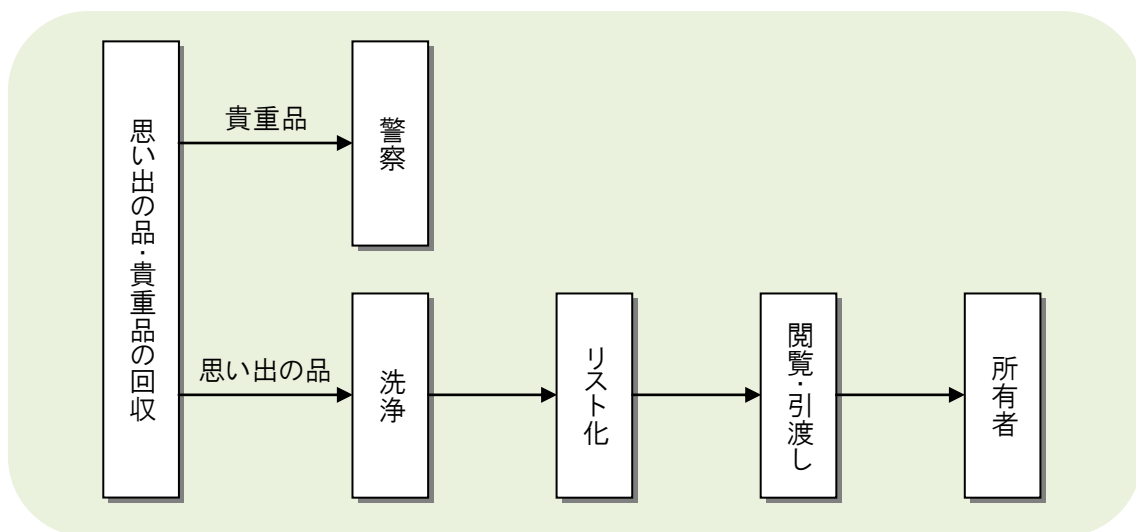 思い出の品・貴重品の回収
貴重品
警察
思い出の品
洗浄
リスト化
閲覧・引渡し
所有者